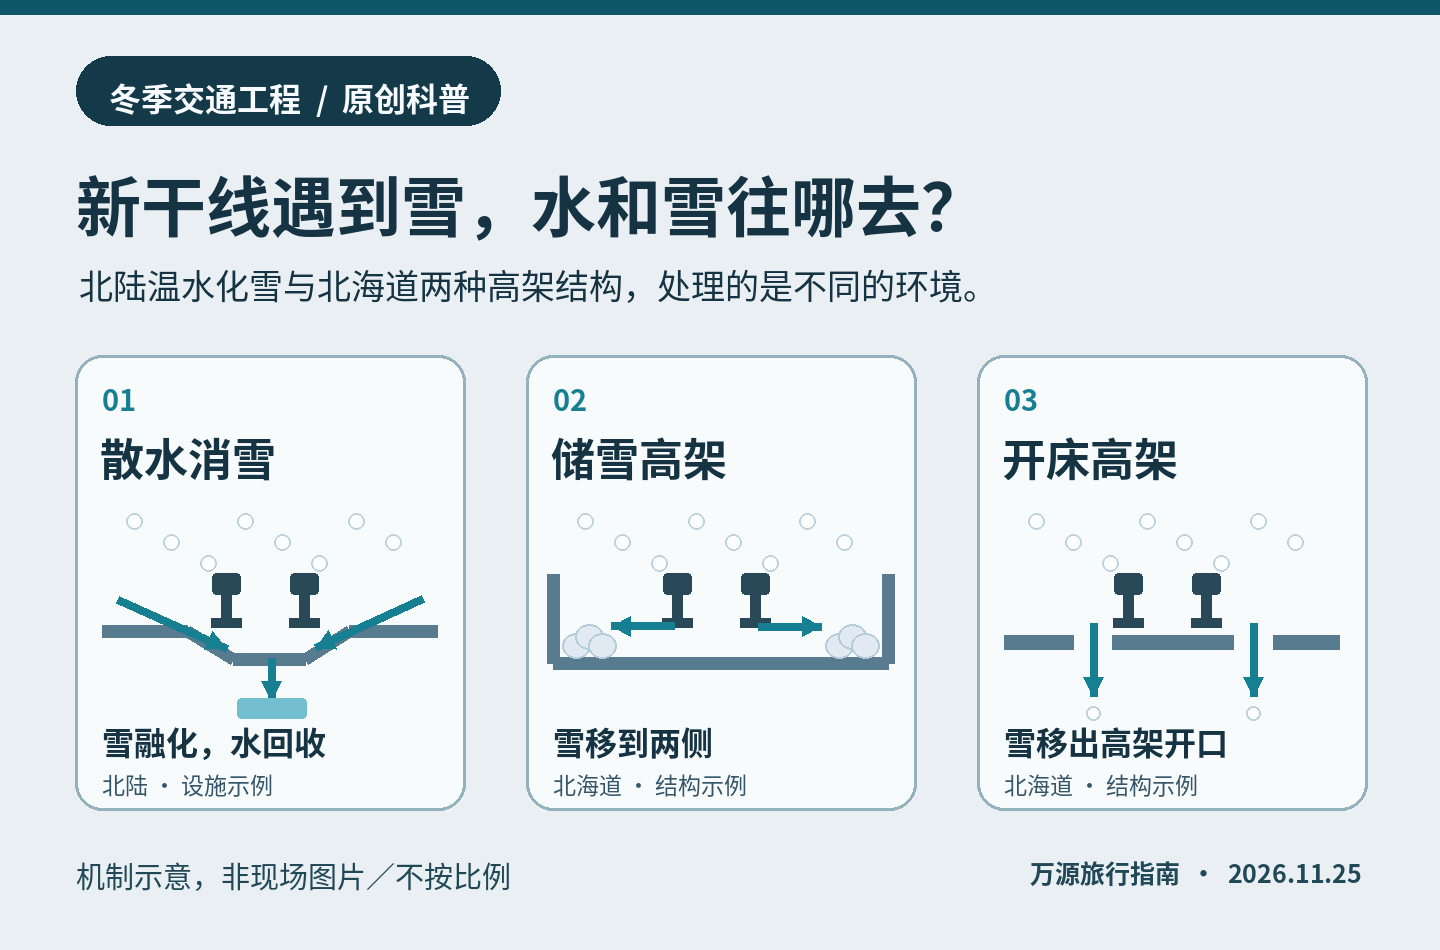 冬季交通工程 / 原创科普
新干线遇到雪，水和雪往哪去？
北陆温水化雪与北海道两种高架结构，处理的是不同的环境。
01
散水消雪
雪融化，水回收
北陆 · 设施示例
02
储雪高架
雪移到两侧
北海道 · 结构示例
03
开床高架
雪移出高架开口
北海道 · 结构示例
机制示意，非现场图片／不按比例
万源旅行指南 · 2026.11.25